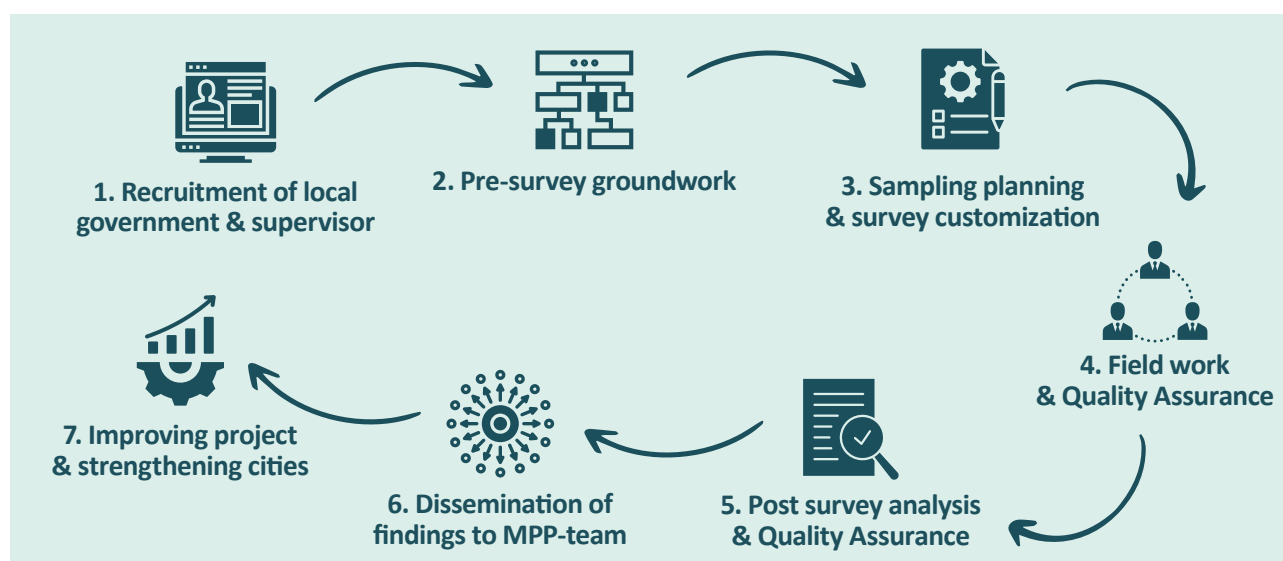 1. Recruitment of local
government & supervisor
2. Pre-survey groundwork
3. Sampling planning
& survey customization
4. Field work
& Quality Assurance
5. Post survey analysis
& Quality Assurance
6. Dissemination of
findings to MPP-team
7. Improving project
& strengthening cities